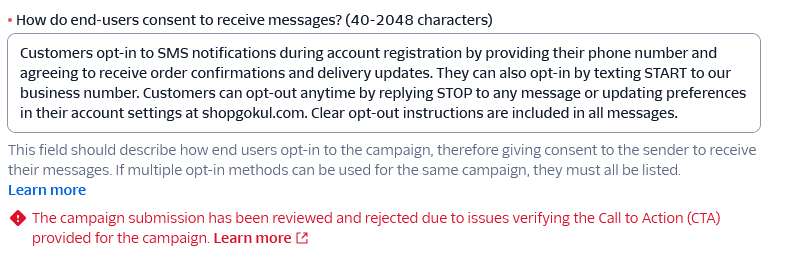 • How do end-users consent to receive messages? (40-2048 characters)
Customers opt-in to SMS notifications during account registration by providing their phone number and
agreeing to receive order confirmations and delivery updates. They can also opt-in by texting START to our
business number. Customers can opt-out anytime by replying STOP to any message or updating preferences
in their account settings at shopgokul.com. Clear opt-out instructions are included in all messages.
This field should describe how end users opt-in to the campaign, therefore giving consent to the sender to receive
their messages. If multiple opt-in methods can be used for the same campaign, they must all be listed.
Learn more
The campaign submission has been reviewed and rejected due to issues verifying the Call to Action (CTA)
provided for the campaign. Learn more